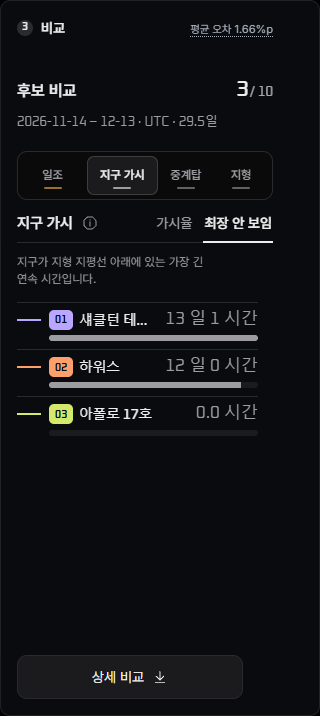 3 비교
평균 오차 1.66%p
후보 비교
3 / 10
2026-11-14 – 12-13 · UTC · 29.5일
일조
지구 가시
중계탑
지형
지구 가시
가시율
최장 안 보임
지구가 지형 지평선 아래에 있는 가장 긴
연속 시간입니다.
01 섀클턴 테... 13 일 1 시간
02 하워스 12 일 0 시간
03 아폴로 17호 0.0 시간
상세 비교